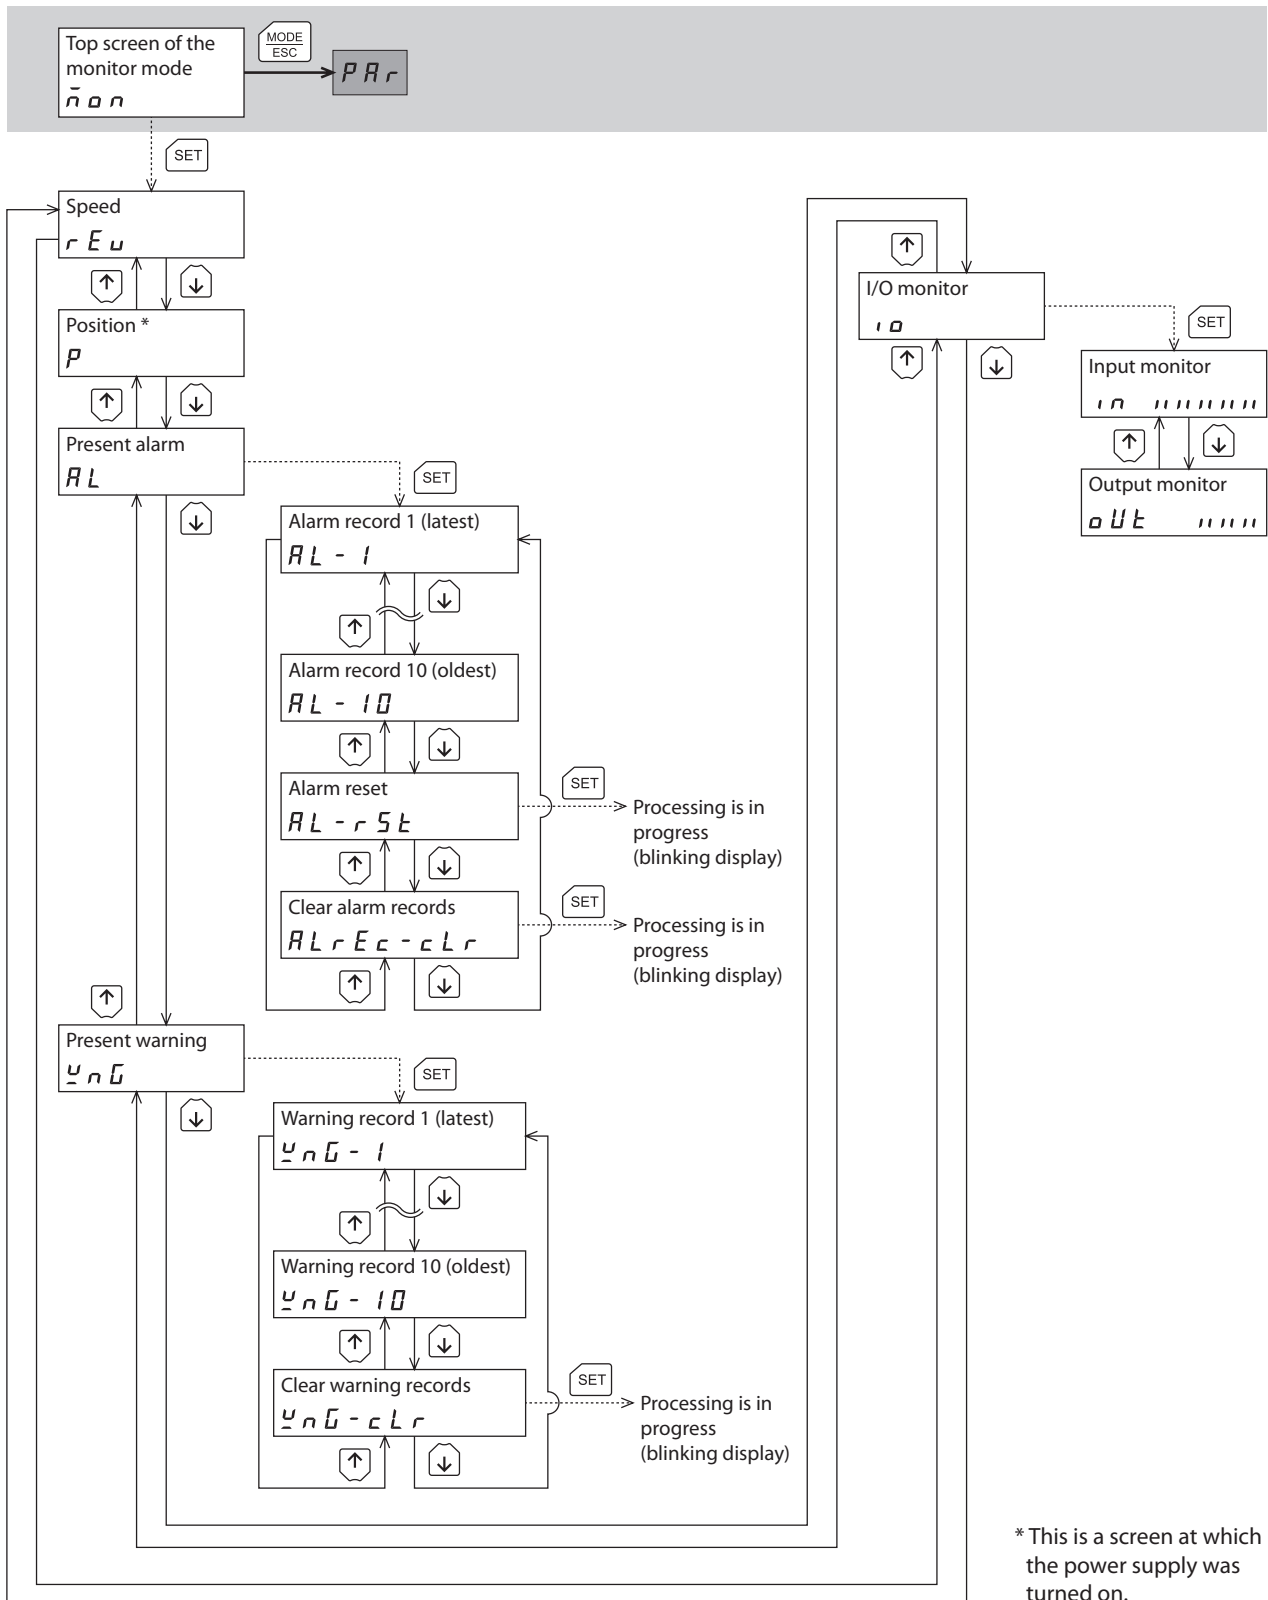 Top screen of the
monitor mode
n̄on
MODE
ESC
PAr
SET
Speed
rEu
↑
↓
Position *
P
↑
↓
Present alarm
AL
↓
SET
Alarm record 1 (latest)
AL-1
↓
↑
Alarm record 10 (oldest)
AL-10
↑
↓
Alarm reset
AL-rSt
SET
Processing is in
progress
(blinking display)
↑
↓
Clear alarm records
ALrEc-cLr
SET
Processing is in
progress
(blinking display)
↑
↓
↑
Present warning
u̲nG
↓
SET
Warning record 1 (latest)
u̲nG-1
↓
↑
Warning record 10 (oldest)
u̲nG-10
↑
↓
Clear warning records
u̲nG-cLr
SET
Processing is in
progress
(blinking display)
↑
↓
↑
I/O monitor
io
↑
↓
SET
Input monitor
in
↑
↓
Output monitor
oUt
* This is a screen at which
the power supply was
turned on.